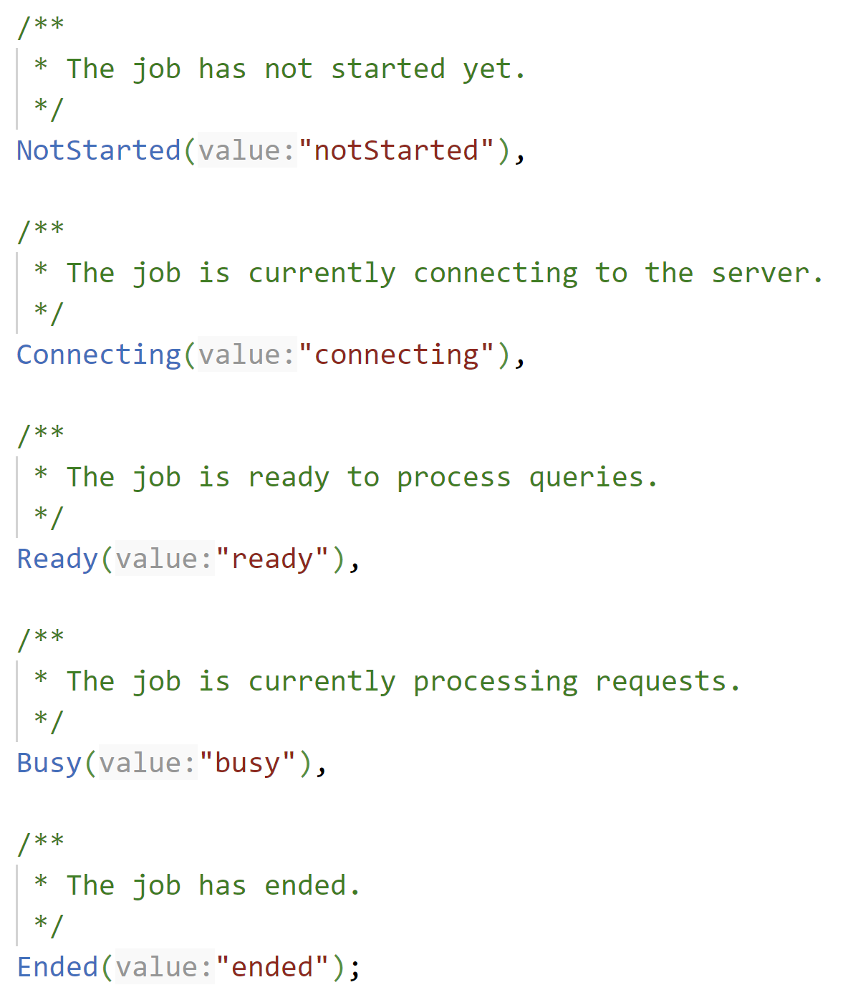 /**
 * The job has not started yet.
 */
NotStarted(value:"notStarted"),

/**
 * The job is currently connecting to the server.
 */
Connecting(value:"connecting"),

/**
 * The job is ready to process queries.
 */
Ready(value:"ready"),

/**
 * The job is currently processing requests.
 */
Busy(value:"busy"),

/**
 * The job has ended.
 */
Ended(value:"ended");